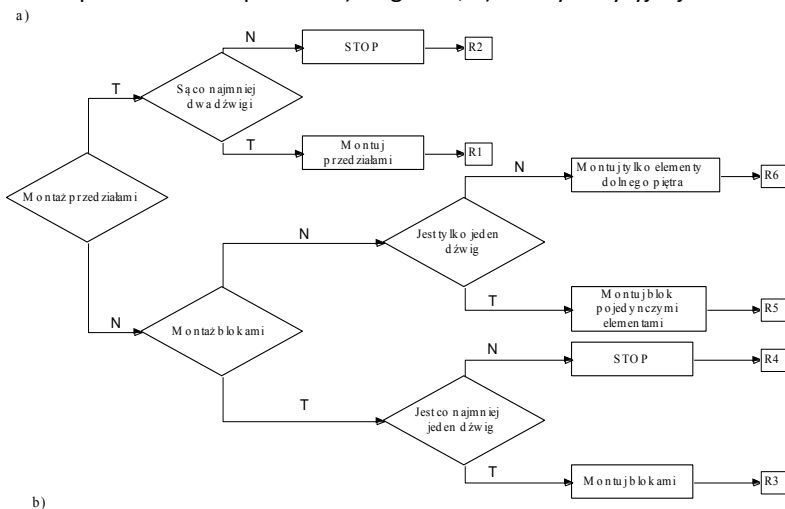 a)
N
STOP
R2
Są co najmniej
dwa dźwigi
T
T
Montuj
przedziałami
R1
Montaż przedziałami
N
Montuj tylko elementy
dolnego piętra
R6
N
Jest tylko jeden
dźwig
T
Montuj blok
pojedynczymi
elementami
R5
N
Montaż blokami
N
STOP
R4
T
Jest co najmniej
jeden dźwig
T
Montuj blokami
R3
b)